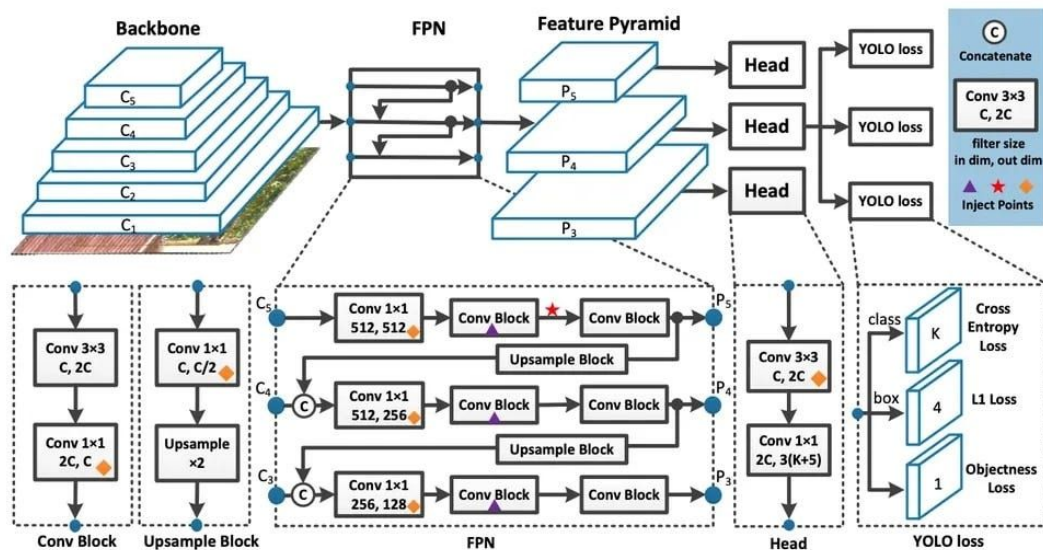 Backbone
FPN
Feature Pyramid
C5
C4
C3
C2
C1
P5
P4
P3
Head
Head
Head
YOLO loss
YOLO loss
YOLO loss
C
Concatenate
Conv 3×3
C, 2C
filter size
in dim, out dim
Inject Points
Conv 3×3
C, 2C
Conv 1×1
2C, C
Conv Block
Conv 1×1
C, C/2
Upsample
×2
Upsample Block
C5
Conv 1×1
512, 512
Conv Block
Conv Block
P5
Upsample Block
C4
C
Conv 1×1
512, 256
Conv Block
Conv Block
P4
Upsample Block
C3
C
Conv 1×1
256, 128
Conv Block
Conv Block
P3
FPN
Conv 3×3
C, 2C
Conv 1×1
2C, 3(K+5)
Head
class
K
Cross
Entropy
Loss
box
4
L1 Loss
1
Objectness
Loss
YOLO loss